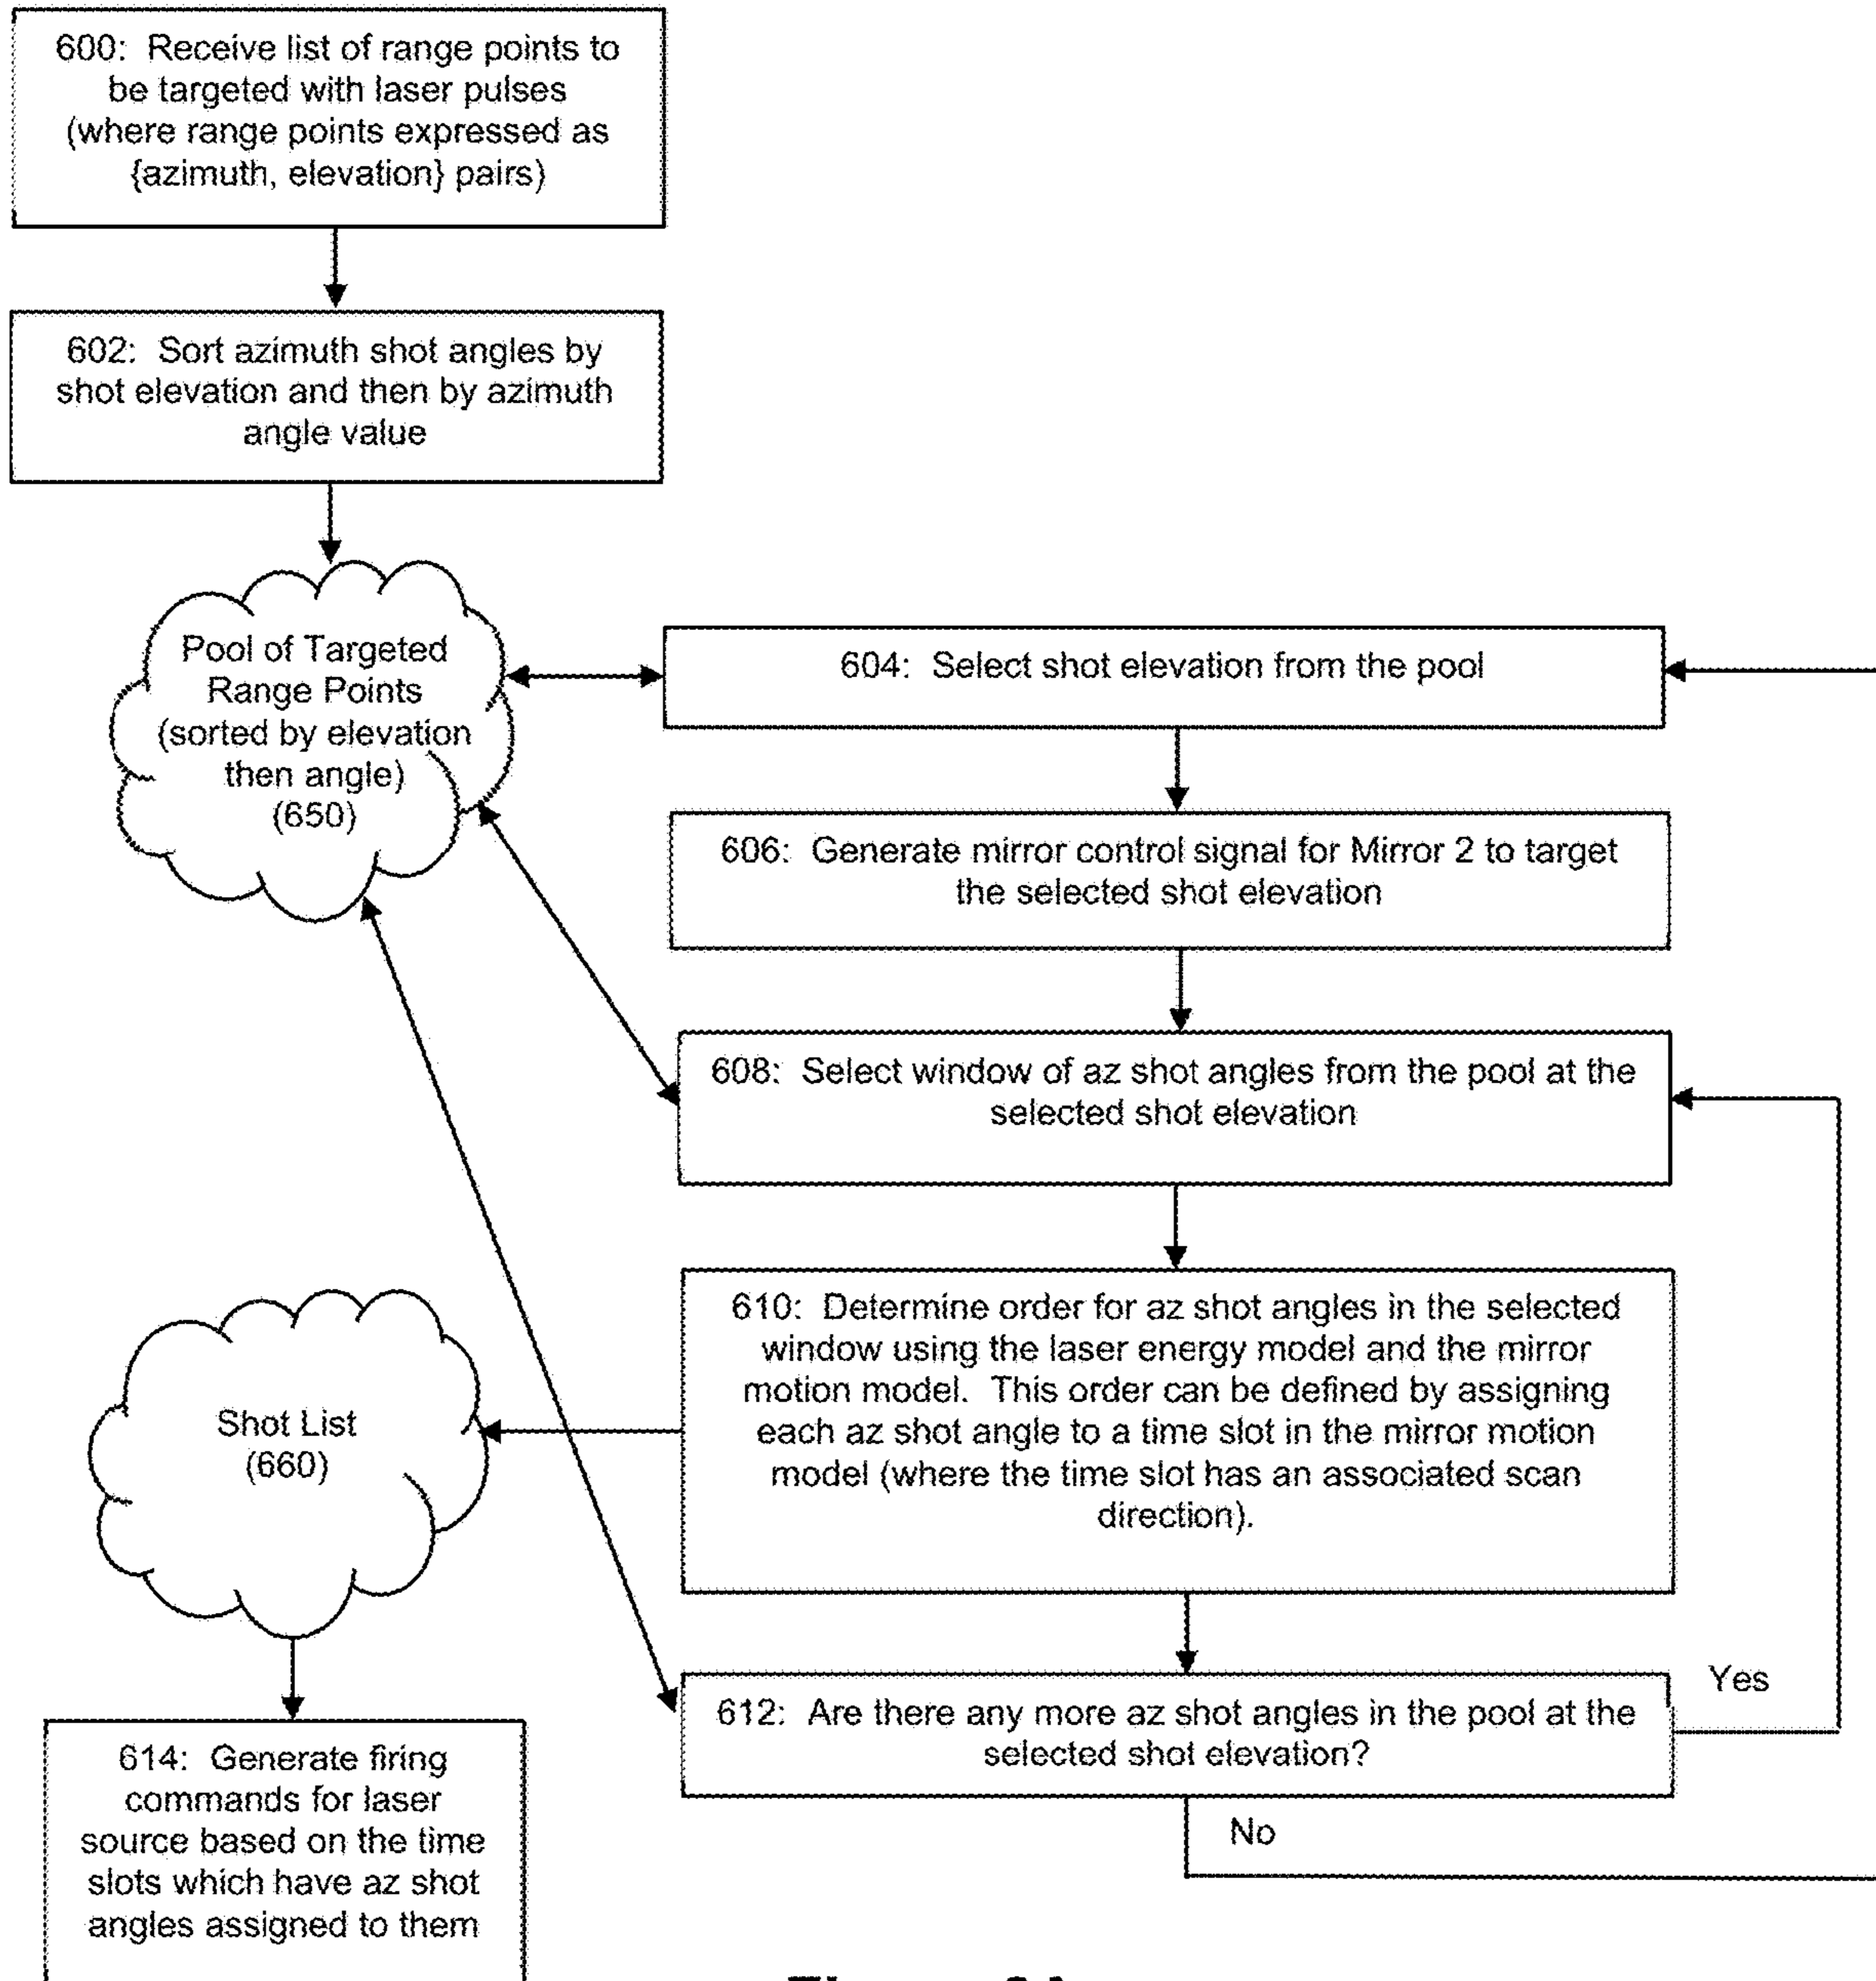 600: Receive list of range points to
be targeted with laser pulses
(where range points expressed as
{azimuth, elevation} pairs)
602: Sort azimuth shot angles by
shot elevation and then by azimuth
angle value
Pool of Targeted
Range Points
(sorted by elevation
then angle)
(650)
604: Select shot elevation from the pool
606: Generate mirror control signal for Mirror 2 to target
the selected shot elevation
608: Select window of az shot angles from the pool at the
selected shot elevation
610: Determine order for az shot angles in the selected
window using the laser energy model and the mirror
motion model. This order can be defined by assigning
each az shot angle to a time slot in the mirror motion
model (where the time slot has an associated scan
direction).
Shot List
(660)
612: Are there any more az shot angles in the pool at the
selected shot elevation?
Yes
No
614: Generate firing
commands for laser
source based on the time
slots which have az shot
angles assigned to them